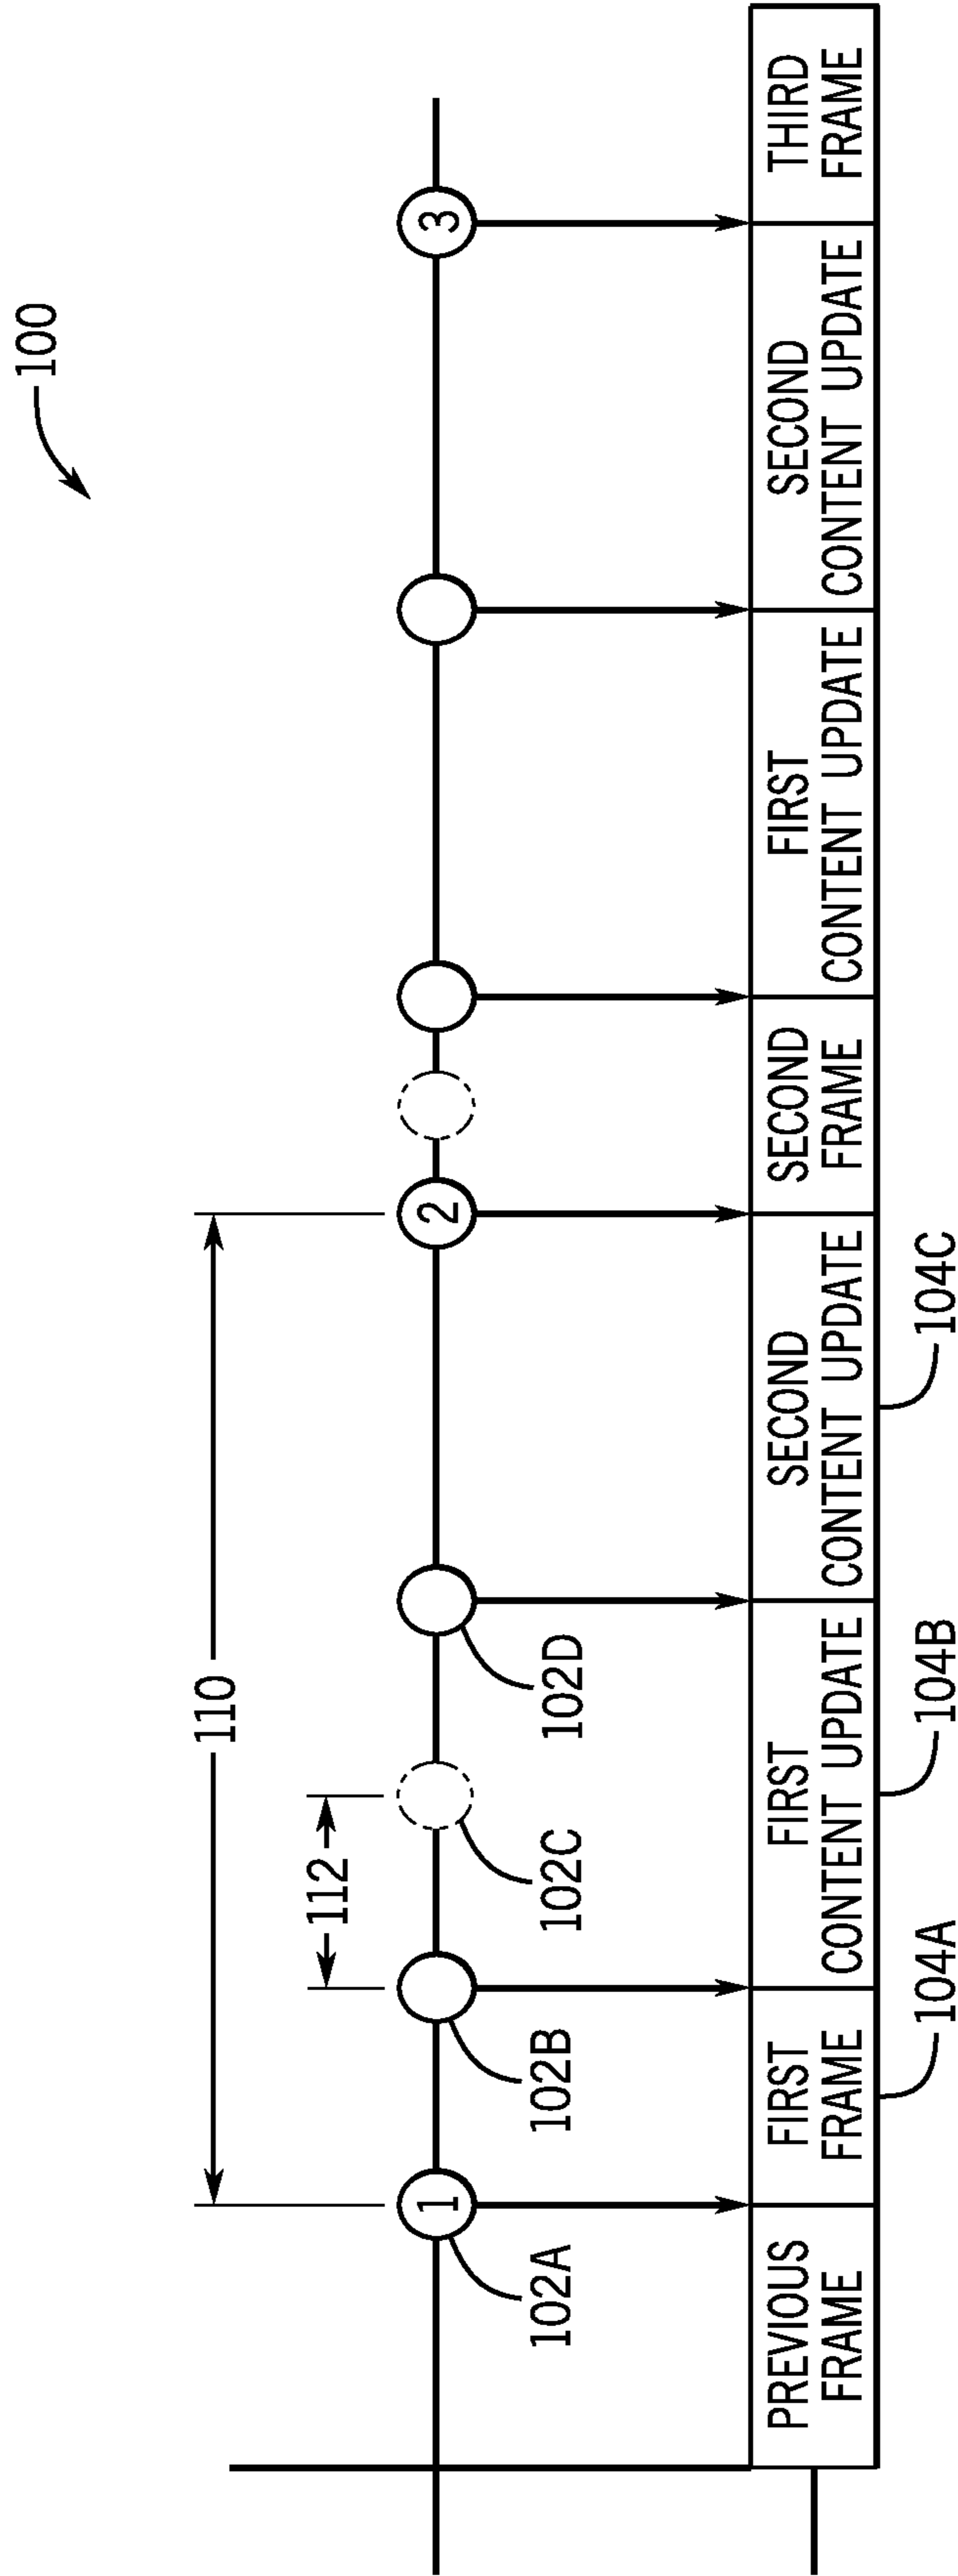 100
110
112
1
2
3
102A
102B
102C
102D
PREVIOUS
FRAME
FIRST
FRAME
FIRST
CONTENT UPDATE
SECOND
CONTENT UPDATE
SECOND
FRAME
FIRST
CONTENT UPDATE
SECOND
CONTENT UPDATE
THIRD
FRAME
104A
104B
104C